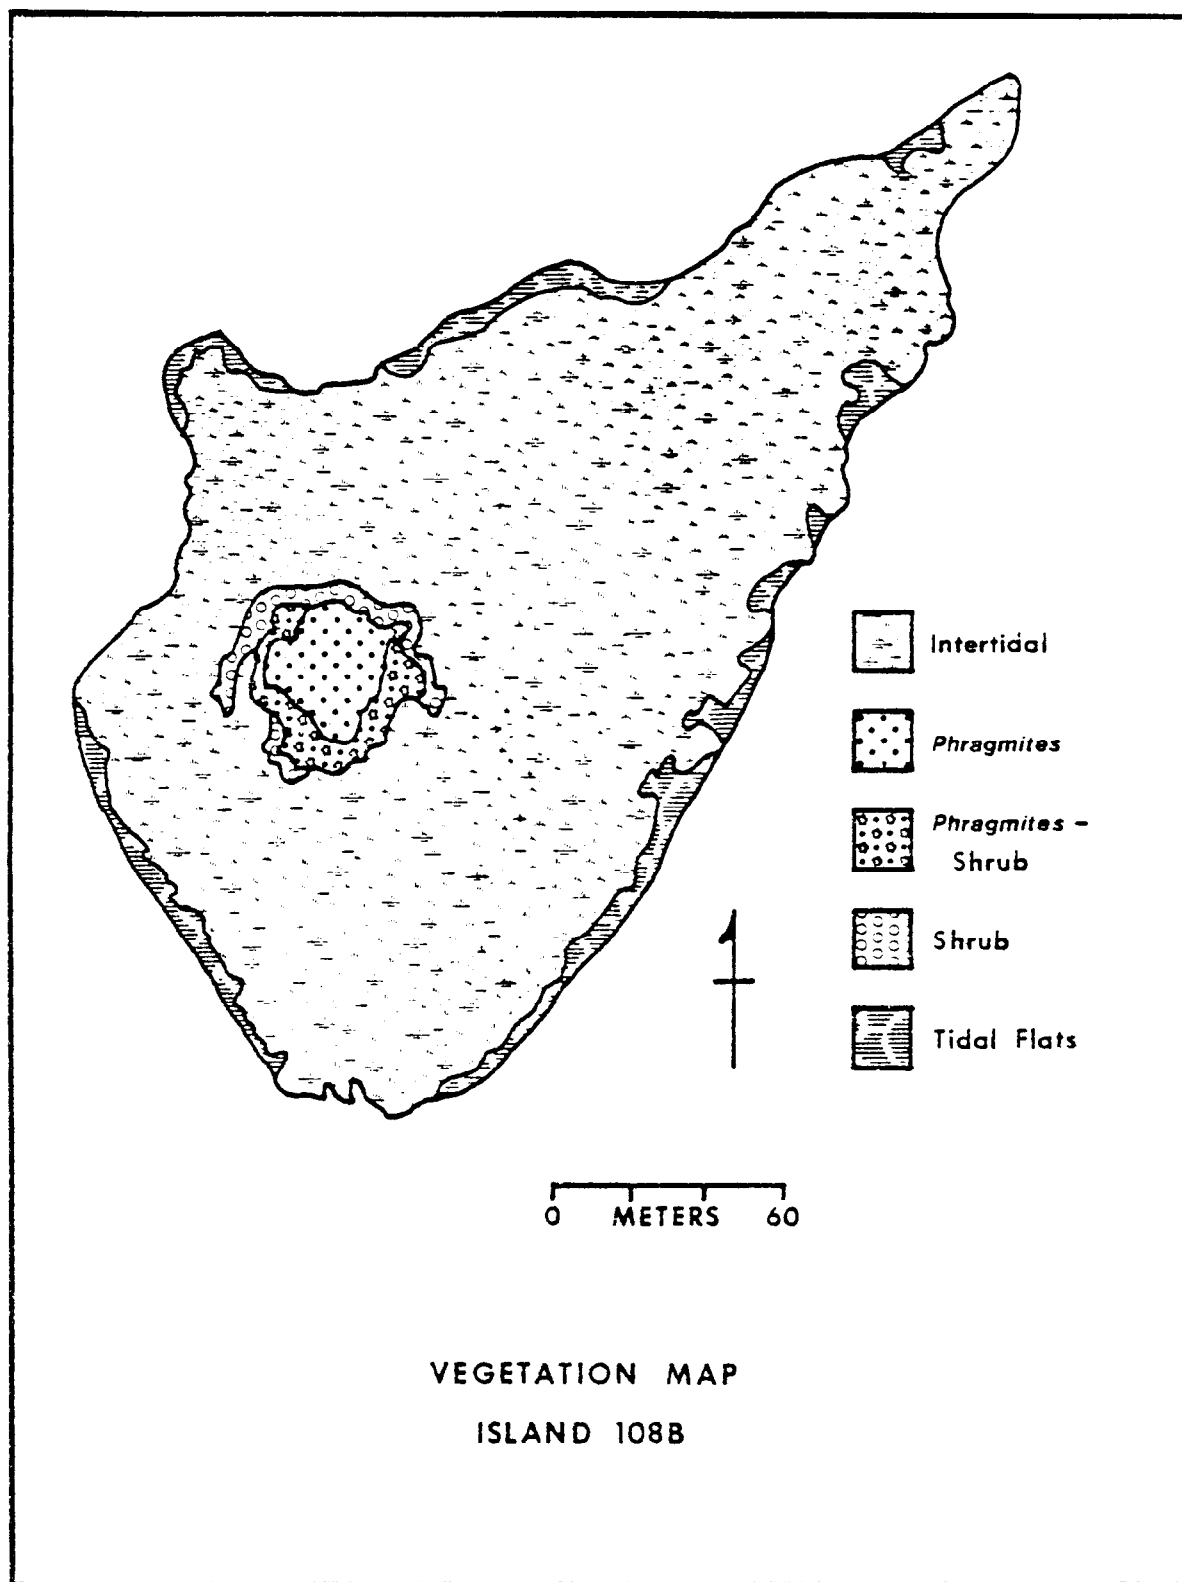 Intertidal
Phragmites
Phragmites –
Shrub
Shrub
Tidal Flats
0 METERS 60
VEGETATION MAP
ISLAND 108B